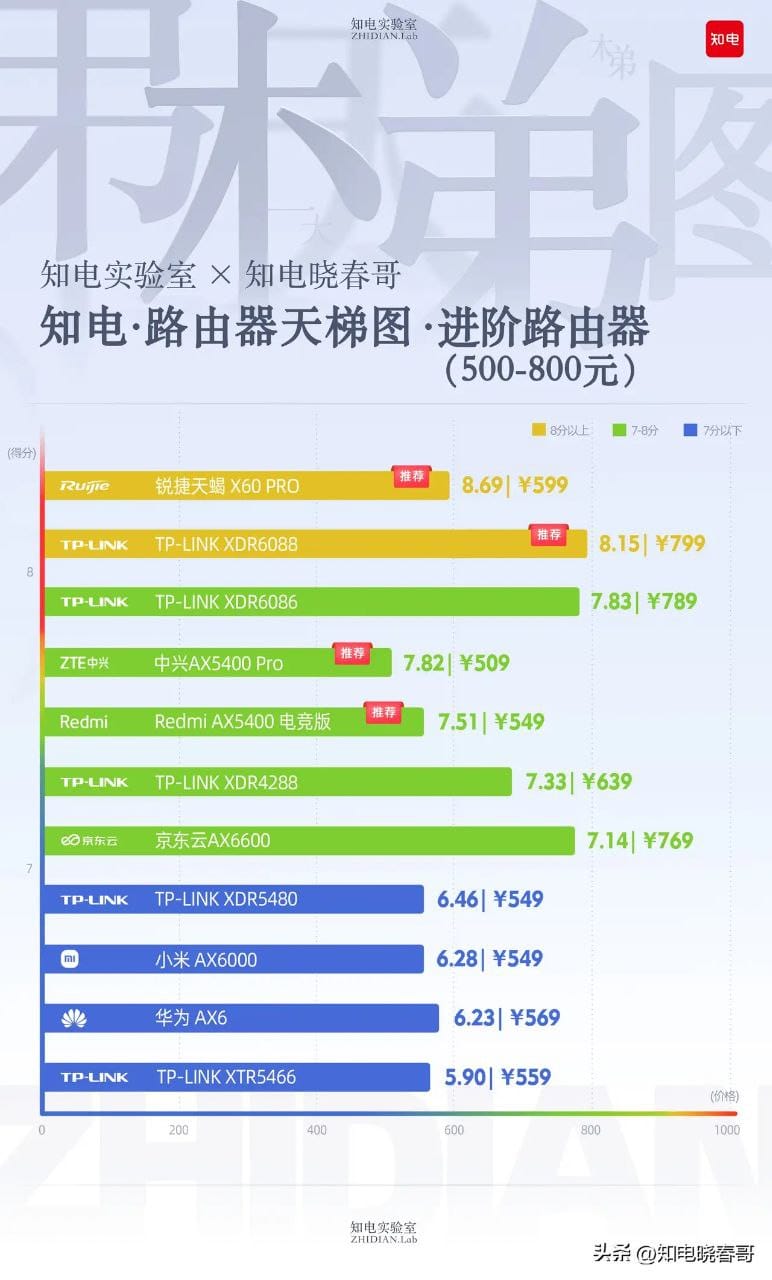 知电实验室
ZHIDIAN.Lab
知电
梯图
知电实验室 × 知电晓春哥
知电·路由器天梯图·进阶路由器
（500-800元）
8分以上 7-8分 7分以下
(得分)
Ruijie 锐捷天蝎 X60 PRO 推荐 8.69| ¥599
TP-LINK TP-LINK XDR6088 推荐 8.15| ¥799
8
TP-LINK TP-LINK XDR6086 7.83| ¥789
ZTE中兴 中兴AX5400 Pro 推荐 7.82| ¥509
Redmi Redmi AX5400 电竞版 推荐 7.51| ¥549
TP-LINK TP-LINK XDR4288 7.33| ¥639
京东云 京东云AX6600 7.14| ¥769
7
TP-LINK TP-LINK XDR5480 6.46| ¥549
mi 小米 AX6000 6.28| ¥549
华为 AX6 6.23| ¥569
TP-LINK TP-LINK XTR5466 5.90| ¥559
(价格)
0 200 400 600 800 1000
ZHIDIAN
知电实验室
ZHIDIAN.Lab
头条 @知电晓春哥